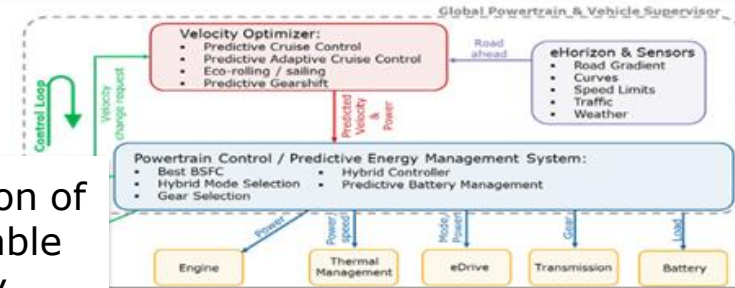 Global Powertrain & Vehicle Supervisor
Velocity Optimizer:
▪ Predictive Cruise Control
▪ Predictive Adaptive Cruise Control
▪ Eco-rolling / sailing
▪ Predictive Gearshift
Road
ahead
eHorizon & Sensors
▪ Road Gradient
▪ Curves
▪ Speed Limits
▪ Traffic
▪ Weather
Control Loop
Velocity
change request
Predicted
Velocity
&
Power
Powertrain Control / Predictive Energy Management System:
▪ Best BSFC
▪ Hybrid Mode Selection
▪ Gear Selection
▪ Hybrid Controller
▪ Predictive Battery Management
on of
able
Power
Power/
speed
Mode/
Power
Gear
Load
Engine
Thermal
Management
eDrive
Transmission
Battery